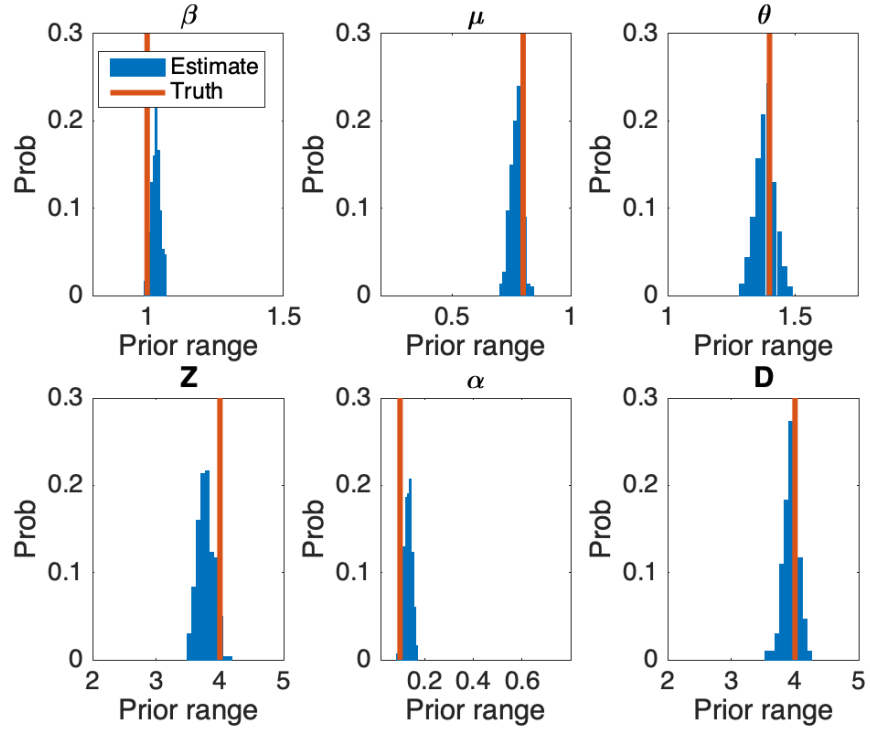 β
0.3
0.2
0.1
0
Prob
1
1.5
Prior range
Estimate
Truth
μ
0.3
0.2
0.1
0
Prob
0.5
1
Prior range
θ
0.3
0.2
0.1
0
Prob
1
1.5
Prior range
Z
0.3
0.2
0.1
0
Prob
2
3
4
5
Prior range
α
0.3
0.2
0.1
0
Prob
0.2 0.4 0.6
Prior range
D
0.3
0.2
0.1
0
Prob
2
3
4
5
Prior range